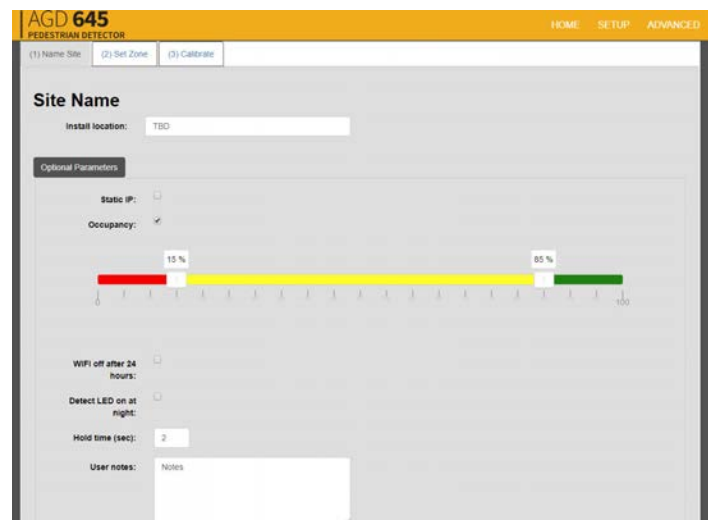 AGD 645
PEDESTRIAN DETECTOR
HOME SETUP ADVANCED
(1) Name Site (2) Set Zone (3) Calibrate
Site Name
Install location: TBD
Optional Parameters
Static IP:
Occupancy:
15 % 85 %
0 100
WiFi off after 24
hours:
Detect LED on at
night:
Hold time (sec): 2
User notes: Notes